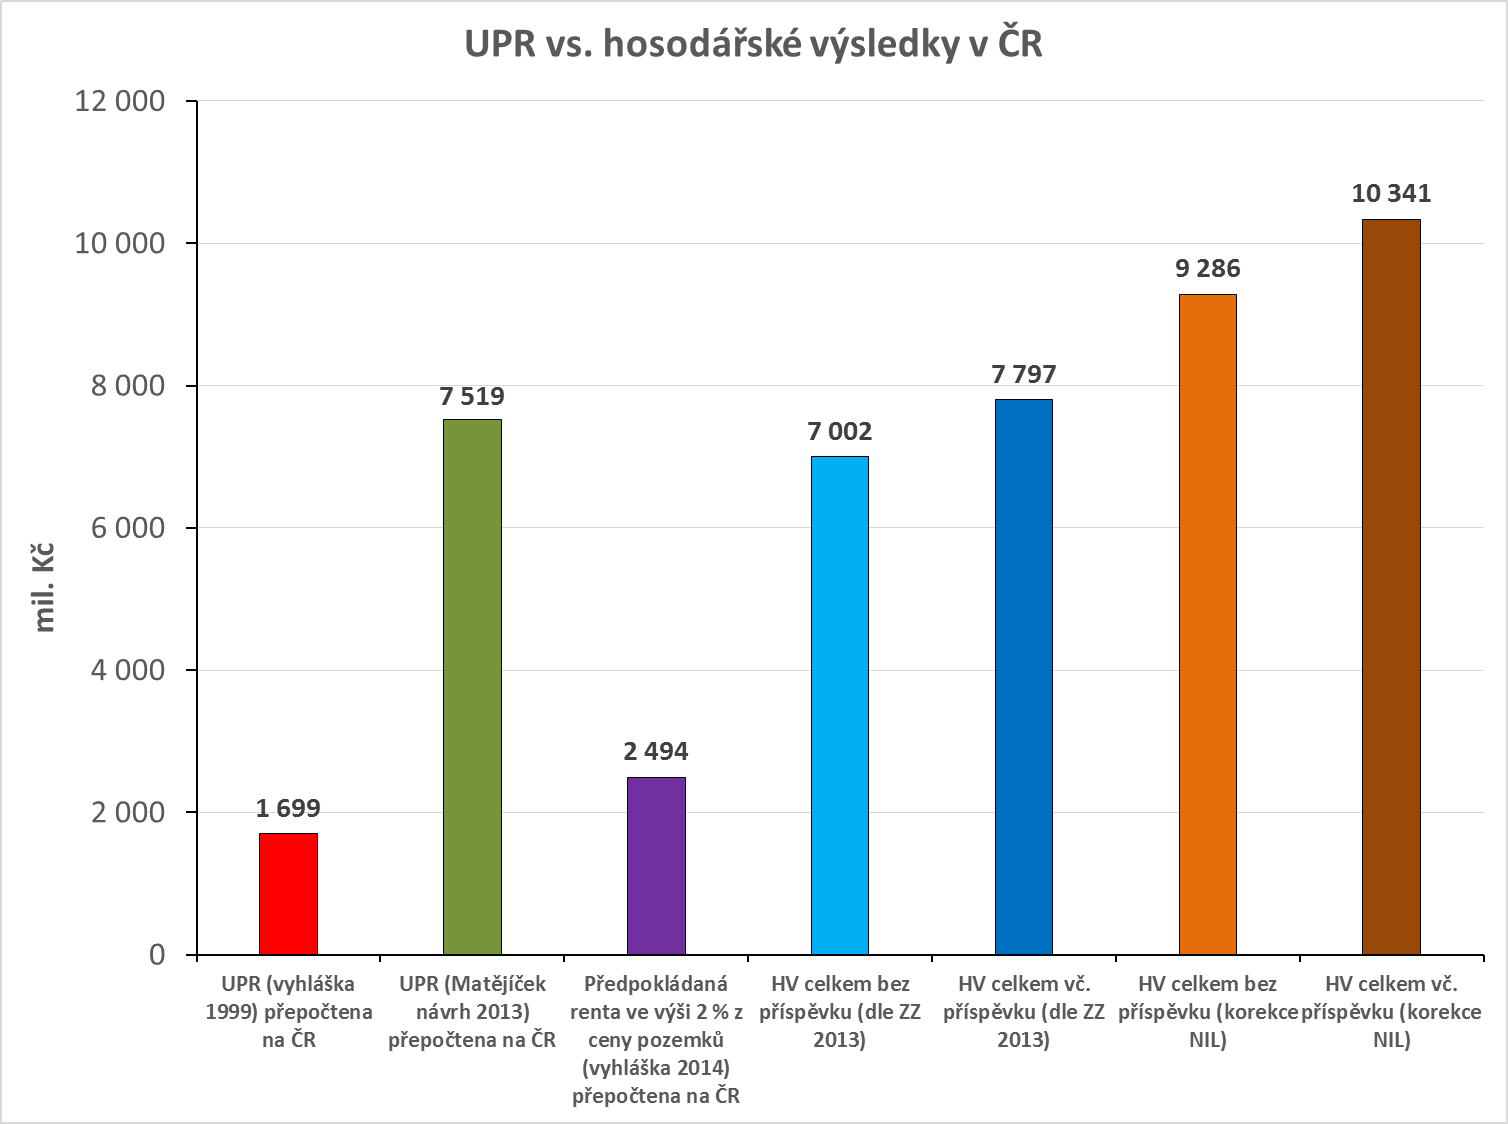 UPR vs. hosodářské výsledky v ČR
mil. Kč
12 000
10 000
8 000
6 000
4 000
2 000
0
1 699
7 519
2 494
7 002
7 797
9 286
10 341
UPR (vyhláška
1999) přepočtena
na ČR
UPR (Matějíček
návrh 2013)
přepočtena na ČR
Předpokládaná
renta ve výši 2 % z
ceny pozemků
(vyhláška 2014)
přepočtena na ČR
HV celkem bez
příspěvku (dle ZZ
2013)
HV celkem vč.
příspěvku (dle ZZ
2013)
HV celkem bez
příspěvku (korekce
NIL)
HV celkem vč.
příspěvku (korekce
NIL)